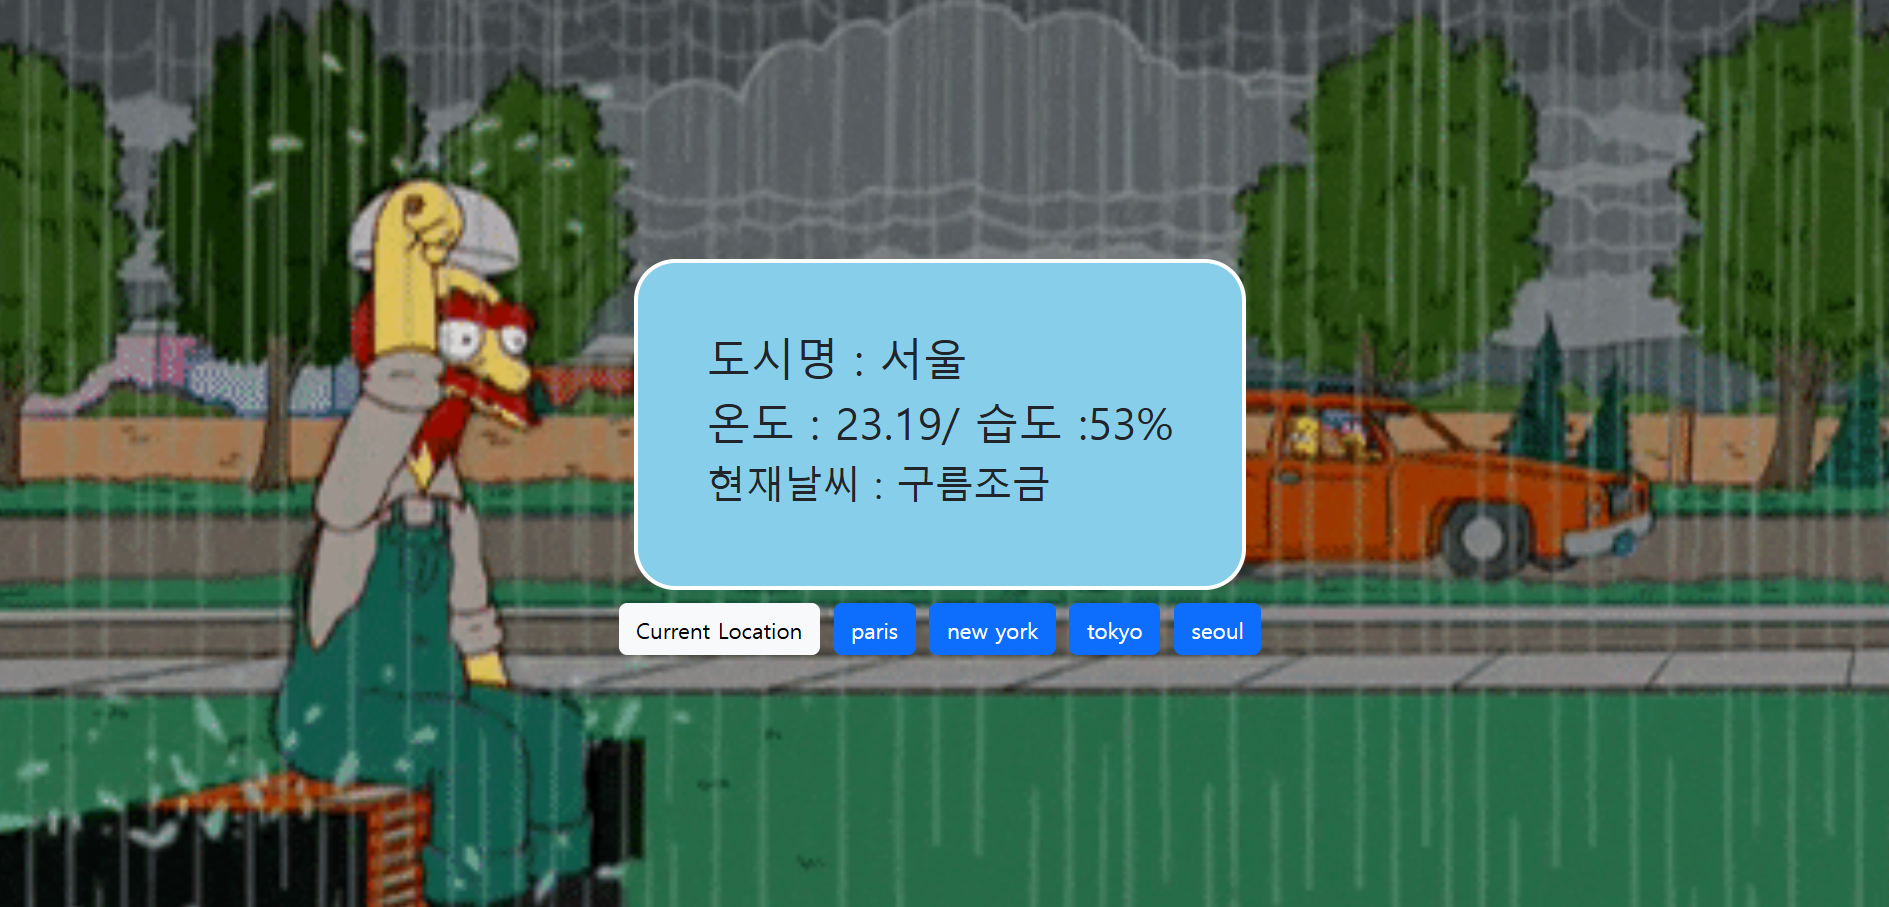 도시명 : 서울
온도 : 23.19/ 습도 :53%
현재날씨 : 구름조금
Current Location paris new york tokyo seoul